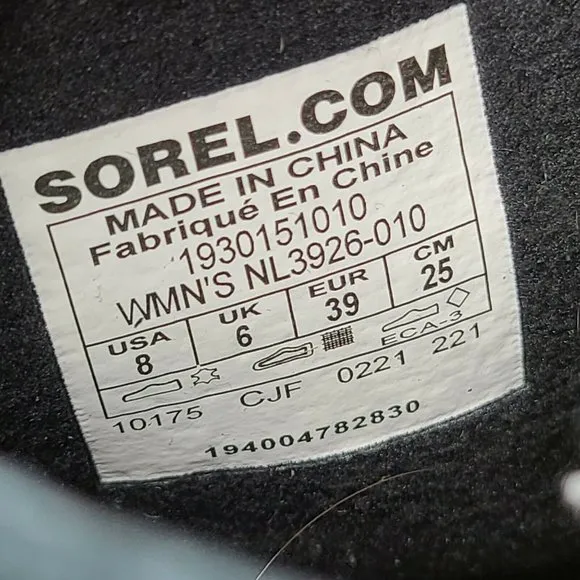 SOREL.COM
MADE IN CHINA
Fabriqué En Chine
1930151010
WMN'S NL3926-010
USA UK EUR CM
8 6 39 25
ECA-3
10175 CJF 0221 221
194004782830